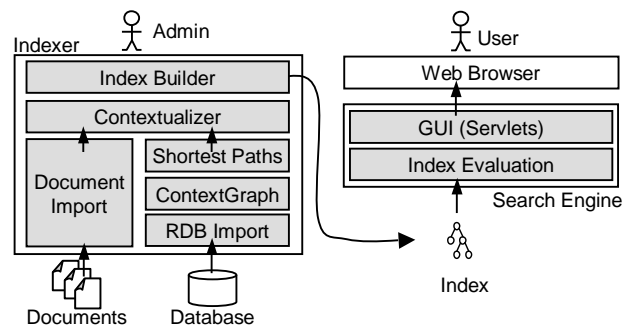 Admin
Indexer
Index Builder
Contextualizer
Document
Import
Shortest Paths
ContextGraph
RDB Import
Documents
Database
User
Web Browser
GUI (Servlets)
Index Evaluation
Search Engine
Index